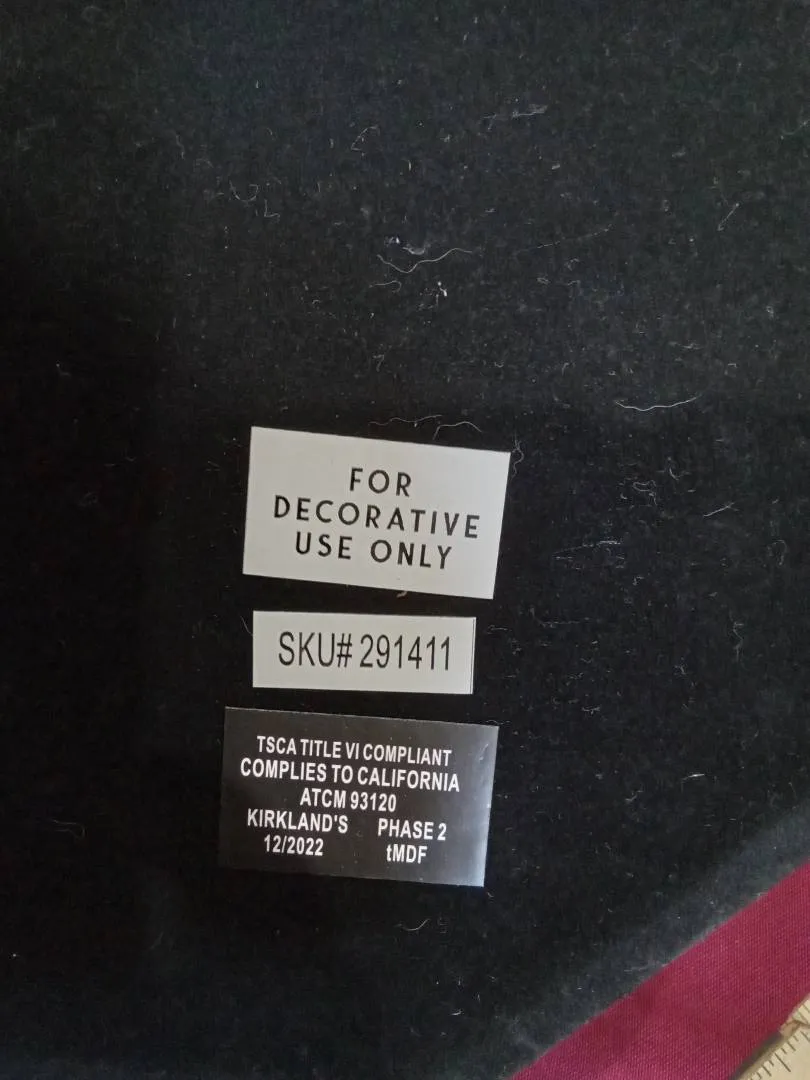 FOR
DECORATIVE
USE ONLY
SKU# 291411
TSCA TITLE VI COMPLIANT
COMPLIES TO CALIFORNIA
ATCM 93120
KIRKLAND'S PHASE 2
12/2022 tMDF